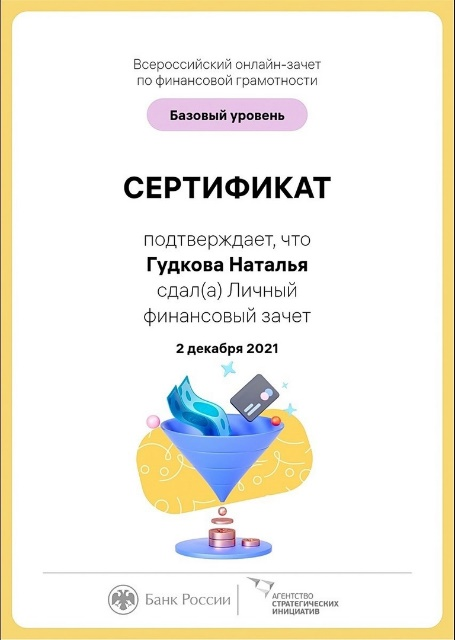 Всероссийский онлайн-зачет
по финансовой грамотности
Базовый уровень
СЕРТИФИКАТ
подтверждает, что
Гудкова Наталья
сдал(а) Личный
финансовый зачет
2 декабря 2021
Банк России
АГЕНТСТВО
СТРАТЕГИЧЕСКИХ
ИНИЦИАТИВ